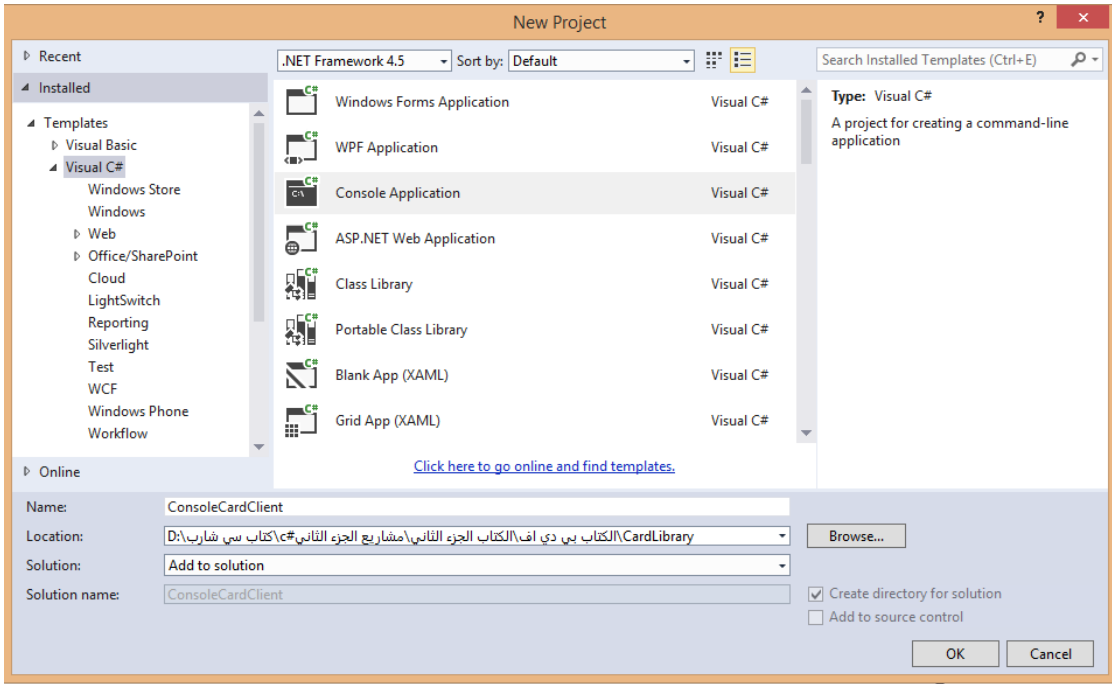 New Project
? ×
Recent
.NET Framework 4.5 Sort by: Default
Search Installed Templates (Ctrl+E)
Installed
Templates
Visual Basic
Visual C#
Windows Store
Windows
Web
Office/SharePoint
Cloud
LightSwitch
Reporting
Silverlight
Test
WCF
Windows Phone
Workflow
Online
C# Windows Forms Application Visual C#
C# WPF Application Visual C#
C# C:\ Console Application Visual C#
C# ASP.NET Web Application Visual C#
C# Class Library Visual C#
C# Portable Class Library Visual C#
C# Blank App (XAML) Visual C#
C# Grid App (XAML) Visual C#
Click here to go online and find templates.
Type: Visual C#
A project for creating a command-line
application
Name: ConsoleCardClient
Location: D:\كتاب سي شارب\c#الكتاب بي دي اف\الكتاب الجزء الثاني\مشاريع الجزء الثاني\CardLibrary Browse...
Solution: Add to solution
Solution name: ConsoleCardClient
Create directory for solution
Add to source control
OK Cancel